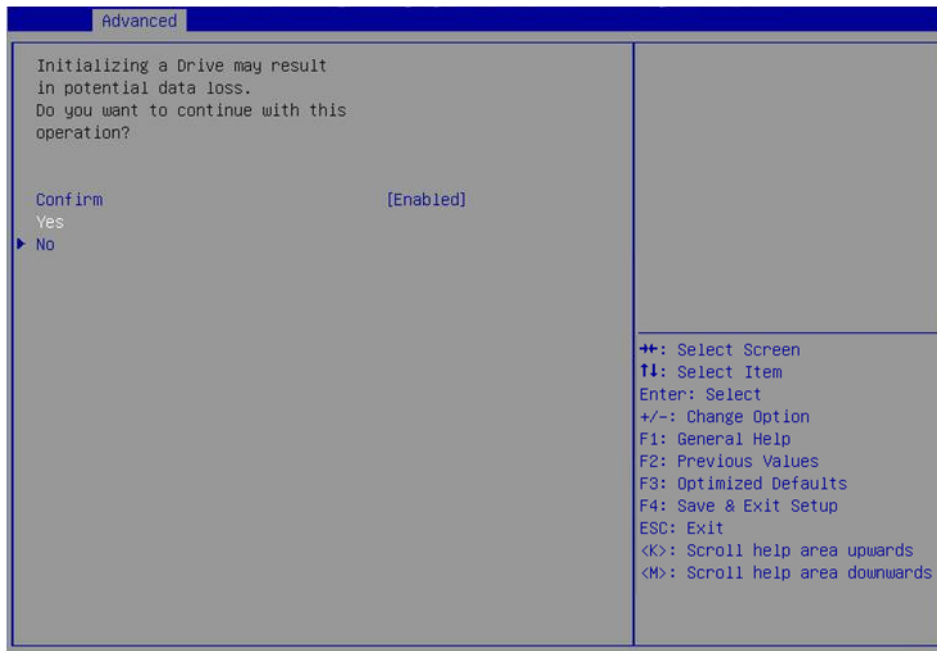 Advanced
Initializing a Drive may result
in potential data loss.
Do you want to continue with this
operation?
Confirm [Enabled]
Yes
No
→←: Select Screen
↑↓: Select Item
Enter: Select
+/-: Change Option
F1: General Help
F2: Previous Values
F3: Optimized Defaults
F4: Save & Exit Setup
ESC: Exit
<K>: Scroll help area upwards
<M>: Scroll help area downwards